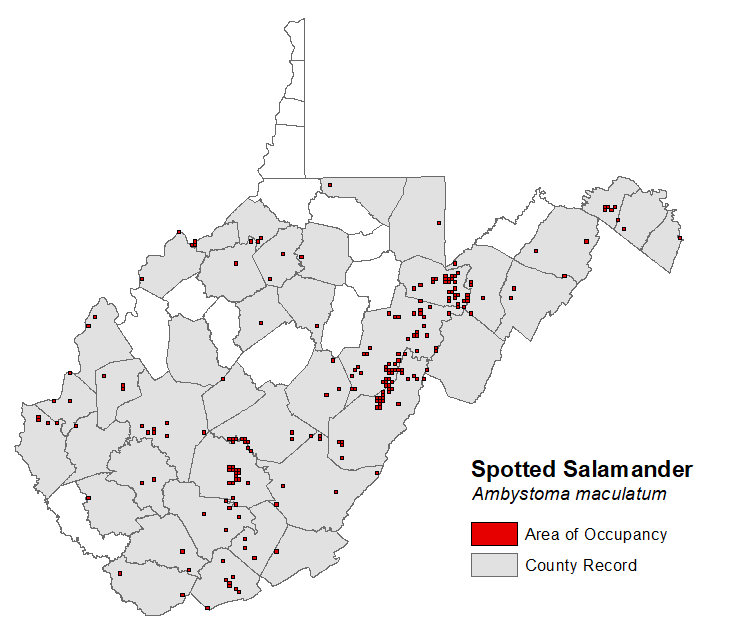 Spotted Salamander
Ambystoma maculatum
Area of Occupancy
County Record